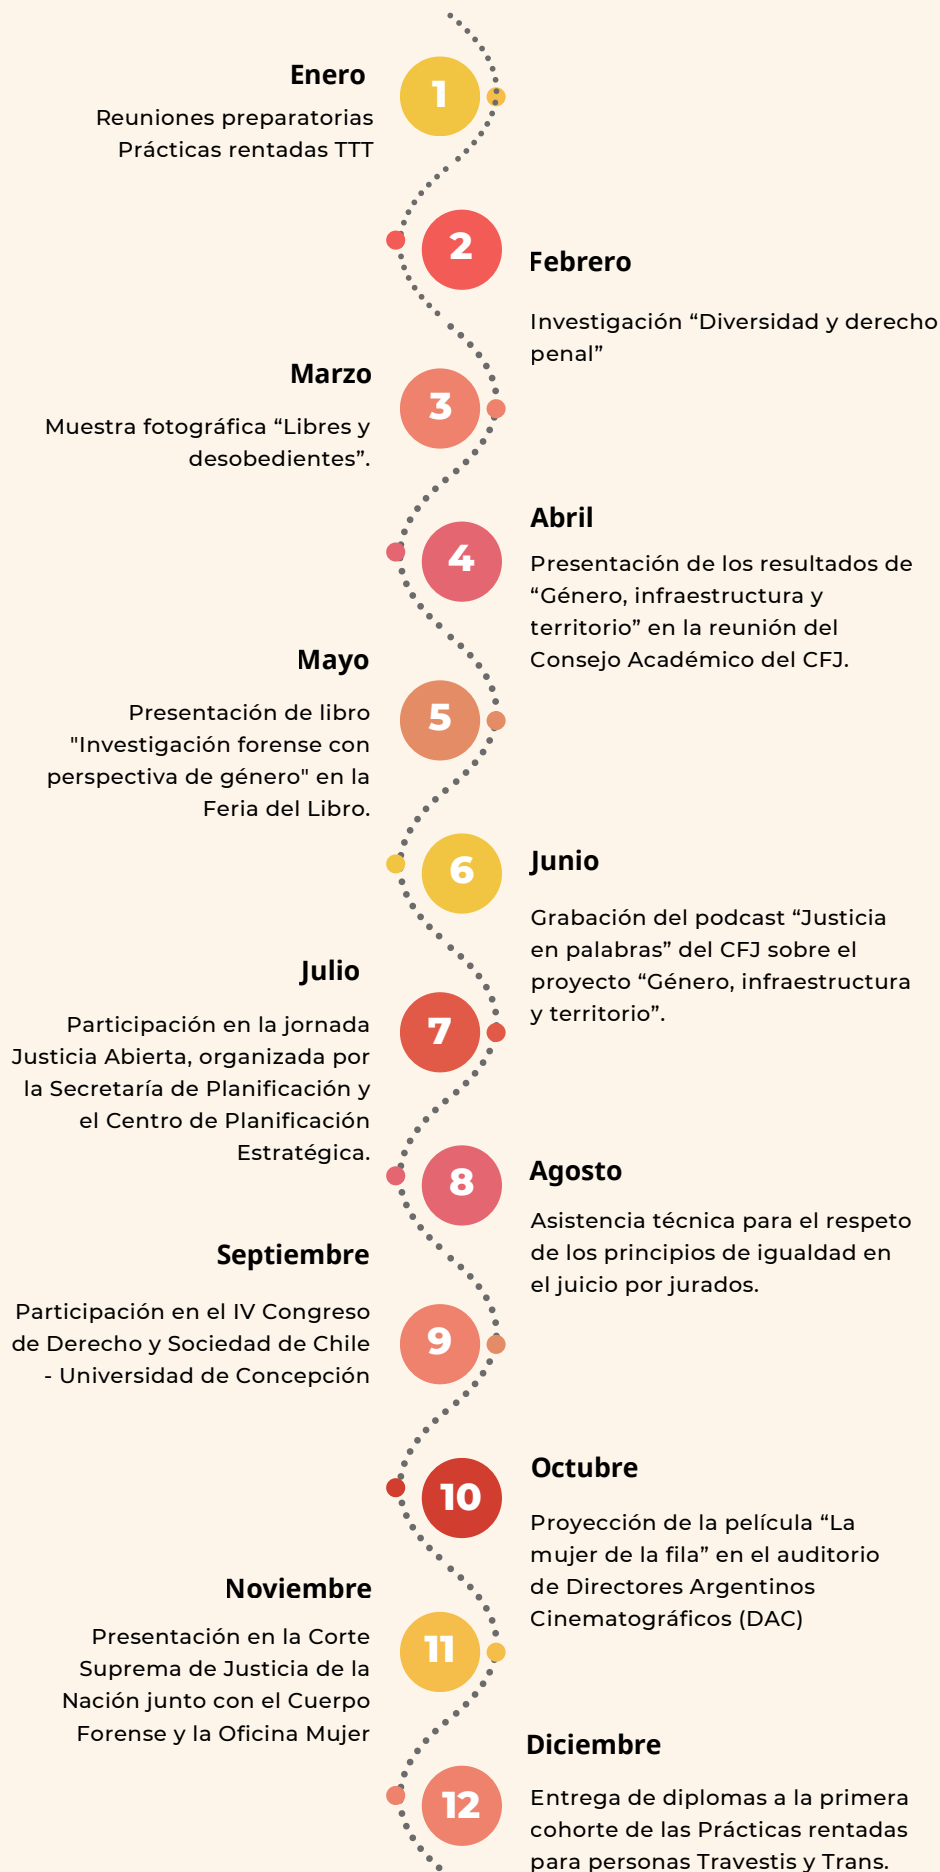 Enero
1
Reuniones preparatorias
Prácticas rentadas TTT
2
Febrero
Investigación “Diversidad y derecho
penal”
Marzo
3
Muestra fotográfica “Libres y
desobedientes”.
Abril
4
Presentación de los resultados de
“Género, infraestructura y
territorio” en la reunión del
Consejo Académico del CFJ.
Mayo
5
Presentación de libro
"Investigación forense con
perspectiva de género" en la
Feria del Libro.
6
Junio
Grabación del podcast “Justicia
en palabras” del CFJ sobre el
proyecto “Género, infraestructura
y territorio”.
Julio
7
Participación en la jornada
Justicia Abierta, organizada por
la Secretaría de Planificación y
el Centro de Planificación
Estratégica.
8
Agosto
Asistencia técnica para el respeto
de los principios de igualdad en
el juicio por jurados.
Septiembre
9
Participación en el IV Congreso
de Derecho y Sociedad de Chile
- Universidad de Concepción
10
Octubre
Proyección de la película “La
mujer de la fila” en el auditorio
de Directores Argentinos
Cinematográficos (DAC)
Noviembre
11
Presentación en la Corte
Suprema de Justicia de la
Nación junto con el Cuerpo
Forense y la Oficina Mujer
Diciembre
12
Entrega de diplomas a la primera
cohorte de las Prácticas rentadas
para personas Travestis y Trans.